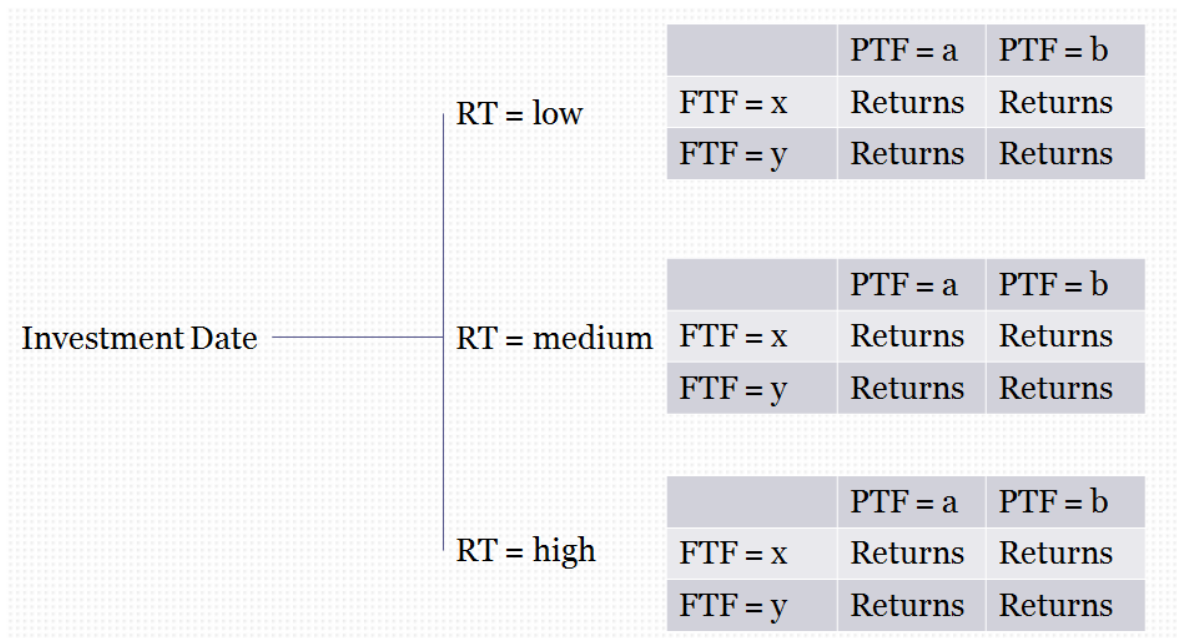 PTF = a PTF = b
RT = low
FTF = x Returns Returns
FTF = y Returns Returns
PTF = a PTF = b
Investment Date RT = medium FTF = x Returns Returns
FTF = y Returns Returns
PTF = a PTF = b
RT = high
FTF = x Returns Returns
FTF = y Returns Returns